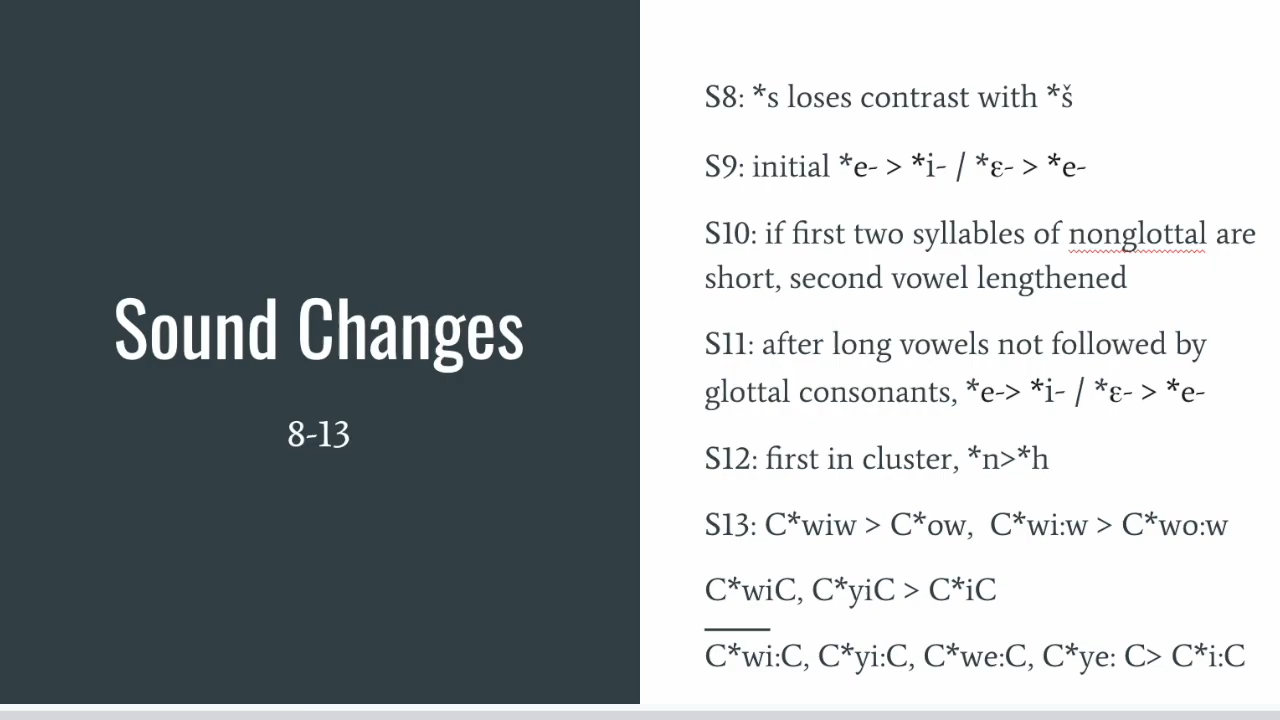 Sound Changes
8-13
S8: *s loses contrast with *š
S9: initial *e- > *i- / *ε- > *e-
S10: if first two syllables of nonglottal are
short, second vowel lengthened
S11: after long vowels not followed by
glottal consonants, *e-> *i- / *ε- > *e-
S12: first in cluster, *n>*h
S13: C*wiw > C*ow,  C*wi:w > C*wo:w
C*wiC, C*yiC > C*iC
C*wi:C, C*yi:C, C*we:C, C*ye: C> C*i:C